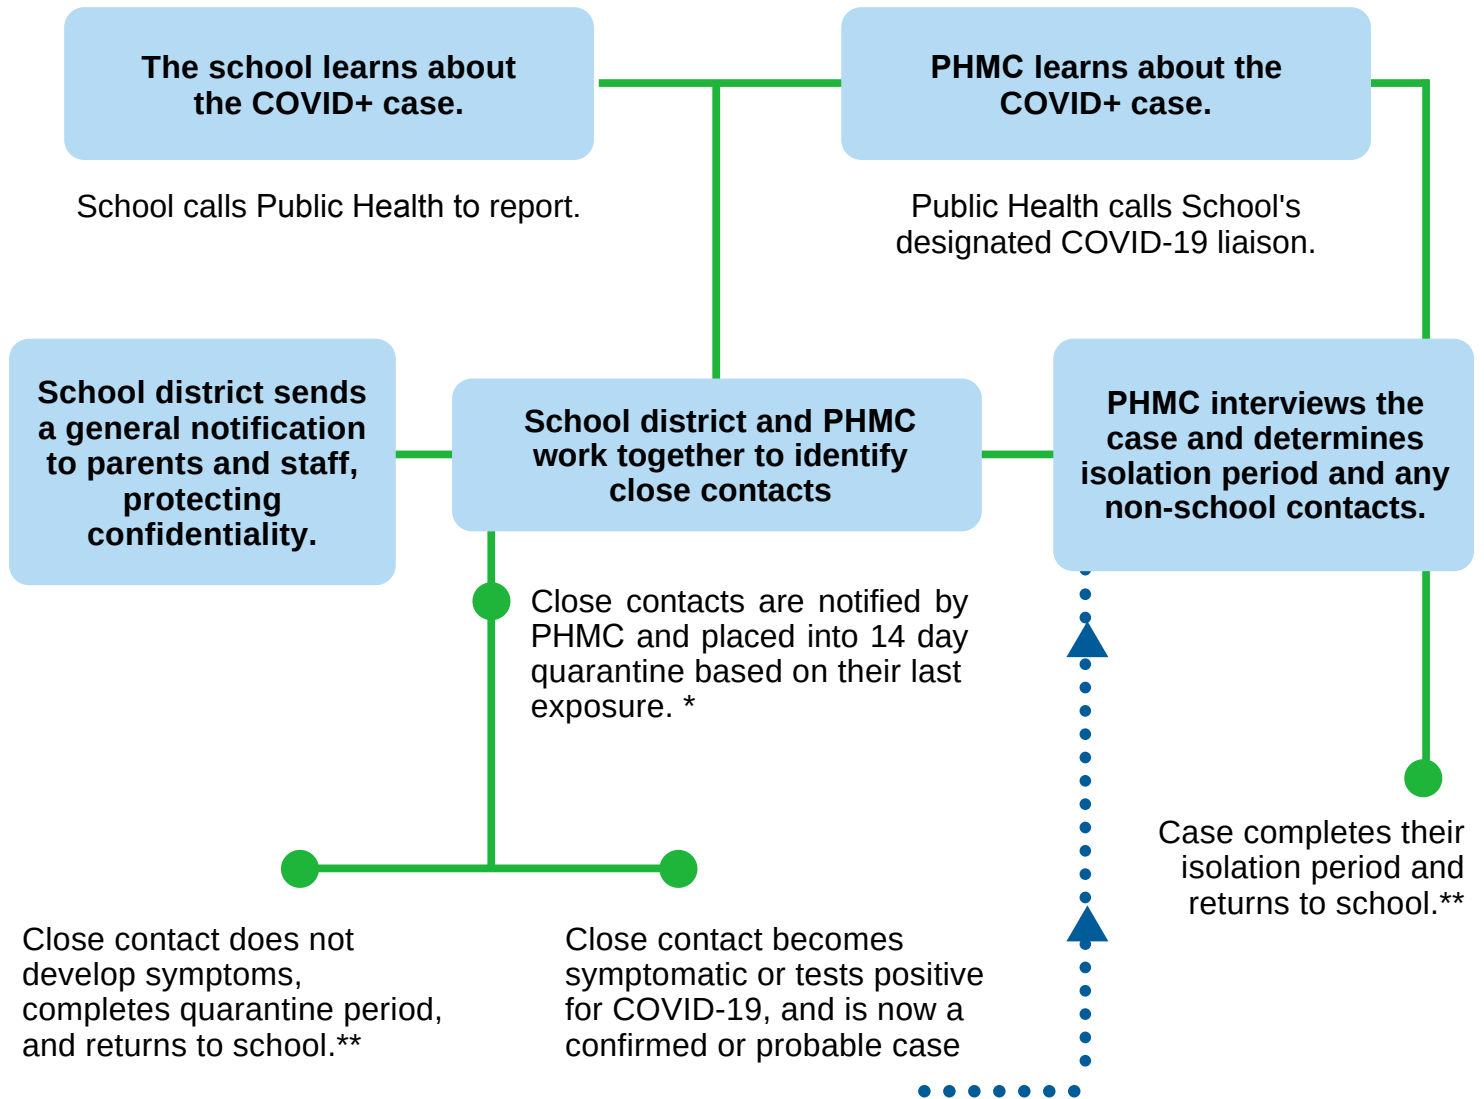 The school learns about
the COVID+ case.
PHMC learns about the
COVID+ case.
School calls Public Health to report.
Public Health calls School's
designated COVID-19 liaison.
School district sends
a general notification
to parents and staff,
protecting
confidentiality.
School district and PHMC
work together to identify
close contacts
PHMC interviews the
case and determines
isolation period and any
non-school contacts.
Close contacts are notified by
PHMC and placed into 14 day
quarantine based on their last
exposure. *
Case completes their
isolation period and
returns to school.**
Close contact does not
develop symptoms,
completes quarantine period,
and returns to school.**
Close contact becomes
symptomatic or tests positive
for COVID-19, and is now a
confirmed or probable case